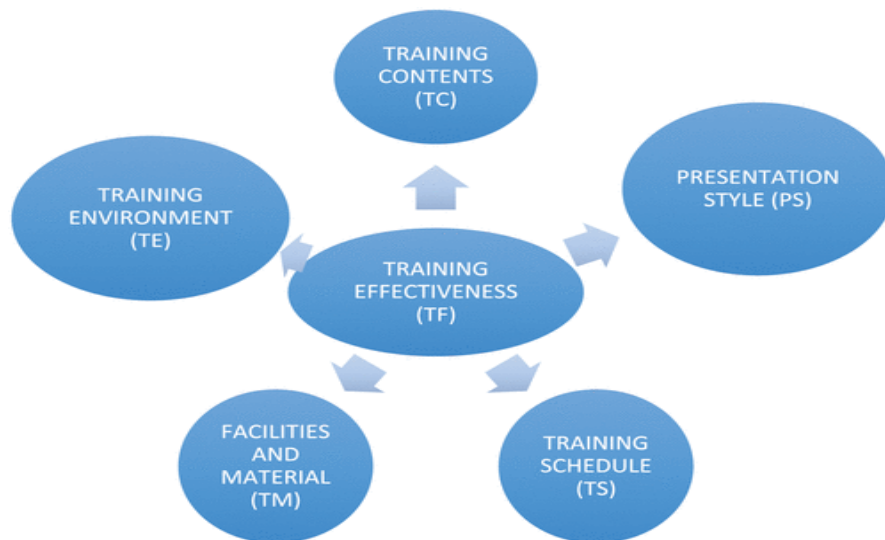 TRAINING
CONTENTS
(TC)
PRESENTATION
STYLE (PS)
TRAINING
ENVIRONMENT
(TE)
TRAINING
EFFECTIVENESS
(TF)
FACILITIES
AND
MATERIAL
(TM)
TRAINING
SCHEDULE
(TS)